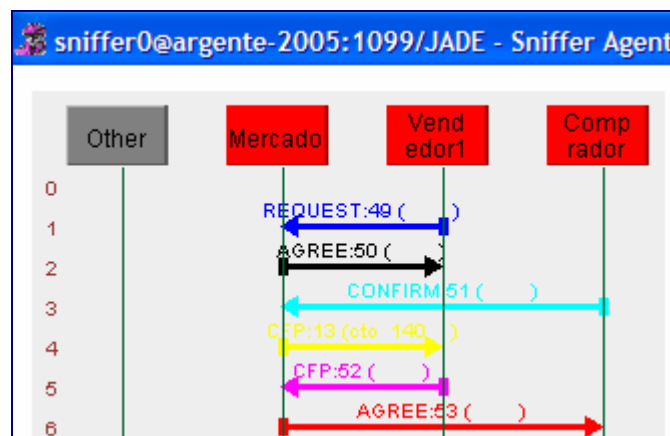 sniffer0@argente-2005:1099/JADE - Sniffer Agent
Other
Mercado
Vend
edor1
Comp
rador
0
REQUEST:49 ( )
1
AGREE:50 ( )
2
CONFIRM:51 ( )
3
CFP:13 (cto 140 )
4
CFP:52 ( )
5
AGREE:53 ( )
6